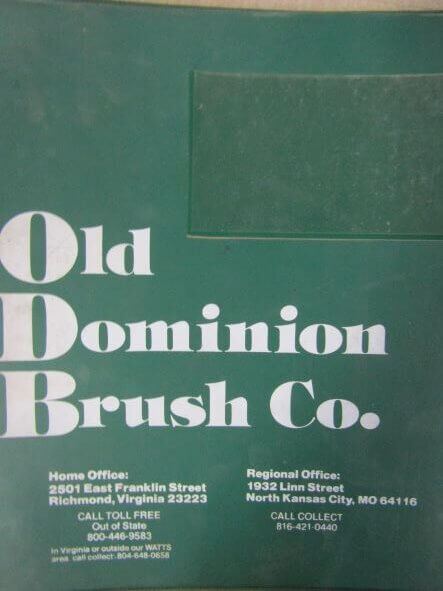 Old
Dominion
Brush Co.
Home Office:
2501 East Franklin Street
Richmond, Virginia 23223
CALL TOLL FREE
Out of State
800-446-9583
In Virginia or outside our WATTS
area call collect: 804-648-0658
Regional Office:
1932 Linn Street
North Kansas City, MO 64116
CALL COLLECT
816-421-0440